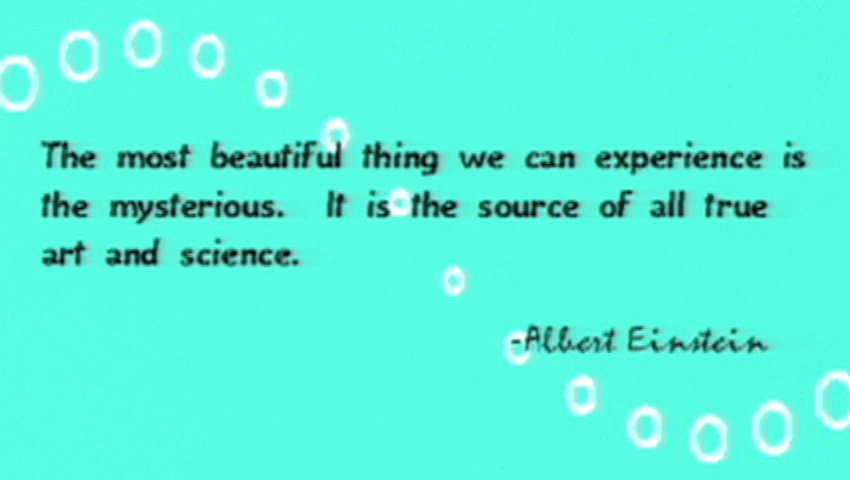 The most beautiful thing we can experience is
the mysterious. It is the source of all true
art and science.
-Albert Einstein